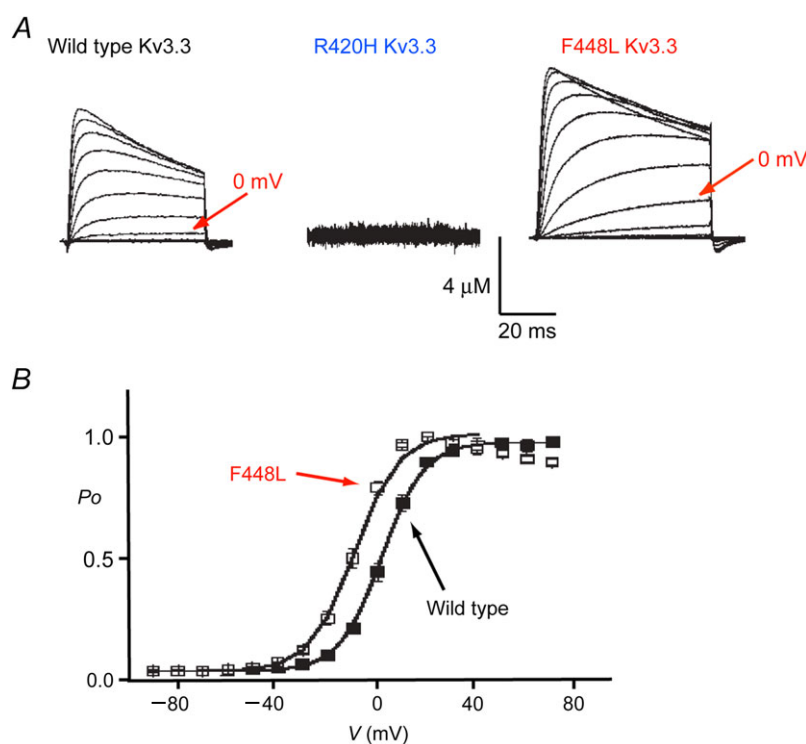 A
Wild type Kv3.3
R420H Kv3.3
F448L Kv3.3
0 mV
0 mV
4 μM
20 ms
B
1.0
F448L
Po
0.5
Wild type
0.0
−80
−40
0
40
80
V (mV)